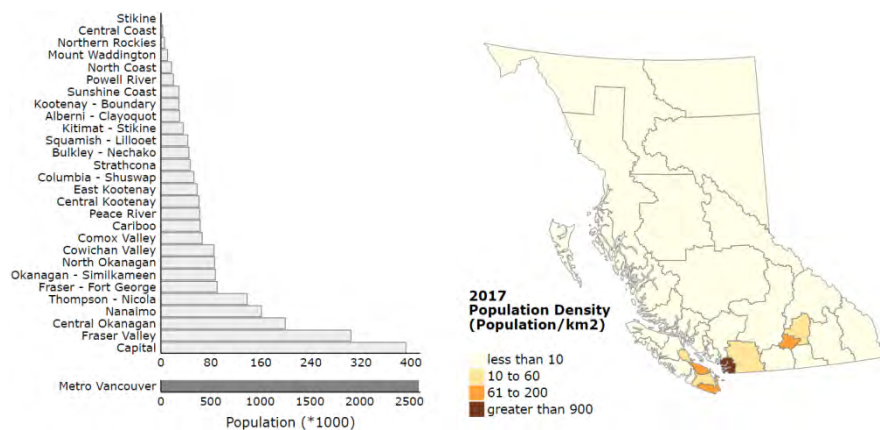 Stikine
Central Coast
Northern Rockies
Mount Waddington
North Coast
Powell River
Sunshine Coast
Kootenay - Boundary
Alberni - Clayoquot
Kitimat - Stikine
Squamish - Lillooet
Bulkley - Nechako
Strathcona
Columbia - Shuswap
East Kootenay
Central Kootenay
Peace River
Cariboo
Comox Valley
Cowichan Valley
North Okanagan
Okanagan - Similkameen
Fraser - Fort George
Thompson - Nicola
Nanaimo
Central Okanagan
Fraser Valley
Capital
0 80 160 240 320 400
Metro Vancouver
0 500 1000 1500 2000 2500
Population (*1000)
2017
Population Density
(Population/km2)
less than 10
10 to 60
61 to 200
greater than 900